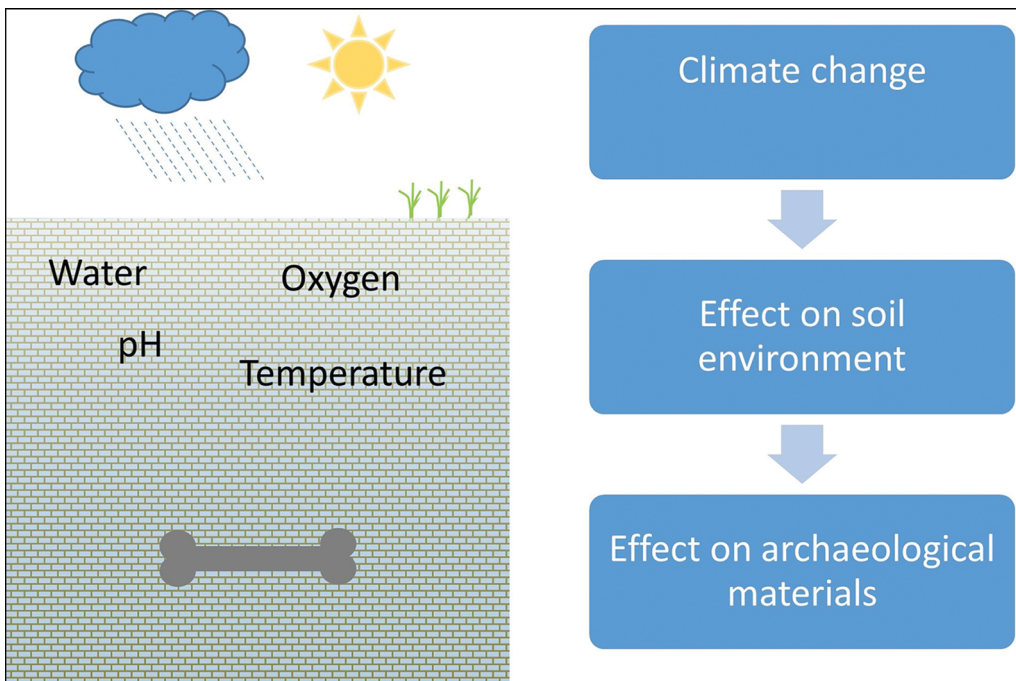 Water
Oxygen
pH
Temperature
Climate change
Effect on soil
environment
Effect on archaeological
materials